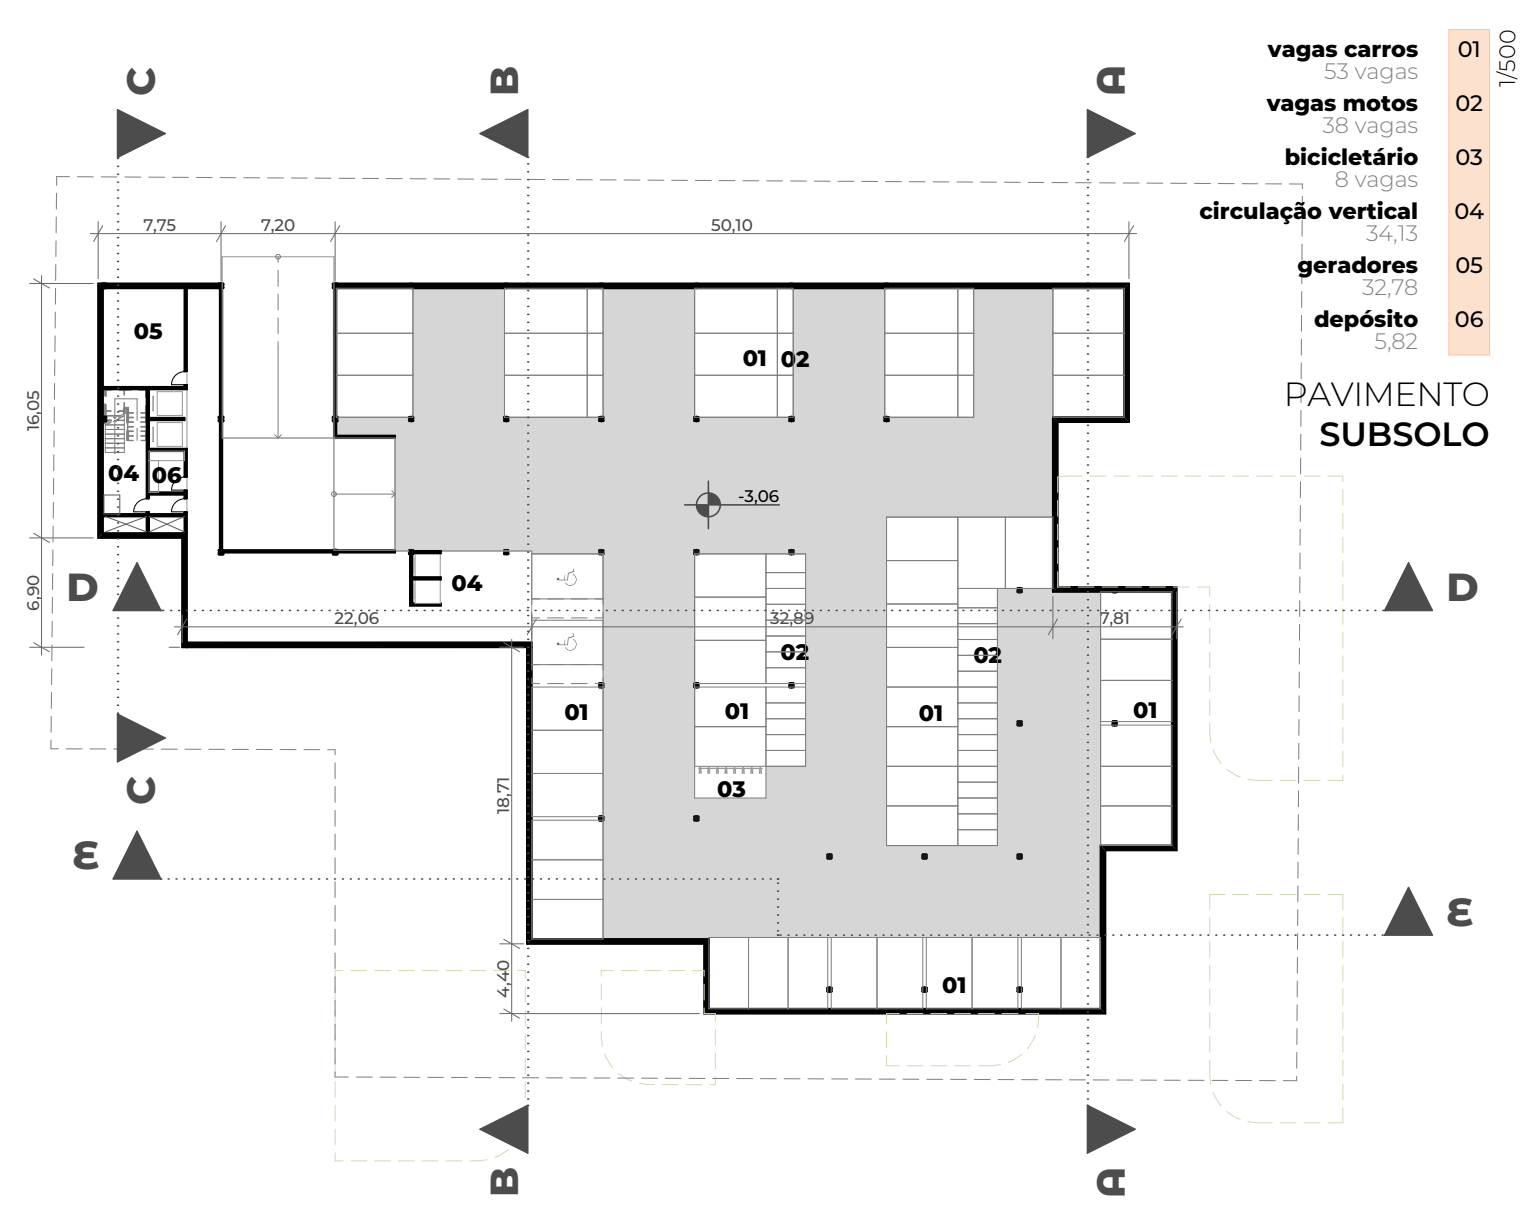 C
B
A
vagas carros 01
53 vagas
vagas motos 02
38 vagas
bicicletário 03
8 vagas
circulação vertical 04
34,13
geradores 05
32,78
depósito 06
5,82
1/500
PAVIMENTO
SUBSOLO
7,75
7,20
50,10
05
01 02
16,05
04 06
-3,06
04
D
D
6,90
22,06
32,89
7,81
02
02
01
01
01
01
03
18,71
C
E
E
4,40
01
B
A